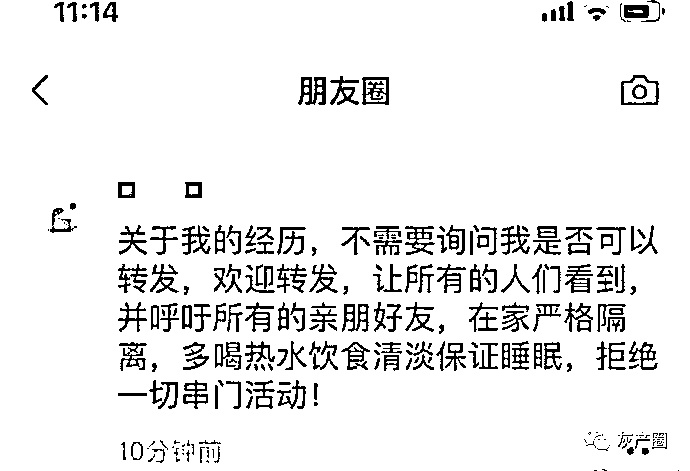 11:14
朋友圈
关于我的经历，不需要询问我是否可以
转发，欢迎转发，让所有的人们看到，
并呼吁所有的亲朋好友，在家严格隔
离，多喝热水饮食清淡保证睡眠，拒绝
一切串门活动！
10分钟前
灰产圈